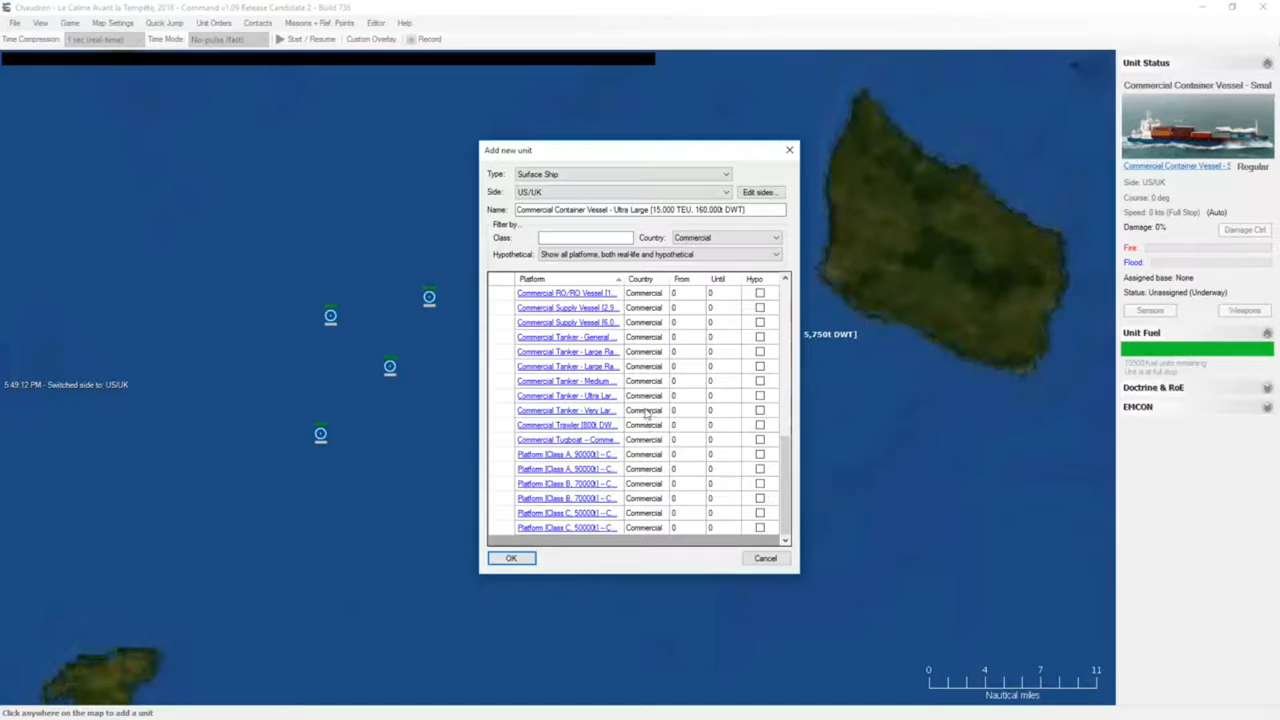 Chaudron - Le Calme Avant la Tempête, 2018 - Command v1.09 Release Candidate 2 - Build 736
File View Game Map Settings Quick Jump Unit Orders Contacts Missions + Ref. Points Editor Help
Time Compression: 1 sec (real-time) Time Mode: No-pulse (fast) Start / Resume Custom Overlay Record
Add new unit
Type: Surface Ship
Side: US/UK Edit sides...
Name: Commercial Container Vessel - Ultra Large [15,000 TEU, 160,000t DWT]
Filter by...
Class: Country: Commercial
Hypothetical: Show all platforms, both real-life and hypothetical
Platform Country From Until Hypo
Commercial RO/RO Vessel [1... Commercial 0 0
Commercial Supply Vessel [2.9... Commercial 0 0
Commercial Supply Vessel [6.0... Commercial 0 0
Commercial Tanker - General ... Commercial 0 0
Commercial Tanker - Large Ra... Commercial 0 0
Commercial Tanker - Large Ra... Commercial 0 0
Commercial Tanker - Medium ... Commercial 0 0
Commercial Tanker - Ultra Lar... Commercial 0 0
Commercial Tanker - Very Lar... Commercial 0 0
Commercial Trawler [800t DW... Commercial 0 0
Commercial Tugboat -- Comme... Commercial 0 0
Platform [Class A, 90000t] -- C... Commercial 0 0
Platform [Class A, 90000t] -- C... Commercial 0 0
Platform [Class B, 70000t] -- C... Commercial 0 0
Platform [Class B, 70000t] -- C... Commercial 0 0
Platform [Class C, 50000t] -- C... Commercial 0 0
Platform [Class C, 50000t] -- C... Commercial 0 0
OK Cancel
5:49:12 PM - Switched side to: US/UK
5,750t DWT]
0 4 7 11
Nautical miles
Click anywhere on the map to add a unit
Unit Status
Commercial Container Vessel - Smal
Commercial Container Vessel - S Regular
Side: US/UK
Course: 0 deg
Speed: 0 kts (Full Stop) (Auto)
Damage: 0% Damage Ctrl
Fire:
Flood:
Assigned base: None
Status: Unassigned (Underway)
Sensors Weapons
Unit Fuel
10500 fuel units remaining
Unit is at full stop
Doctrine & RoE
EMCON